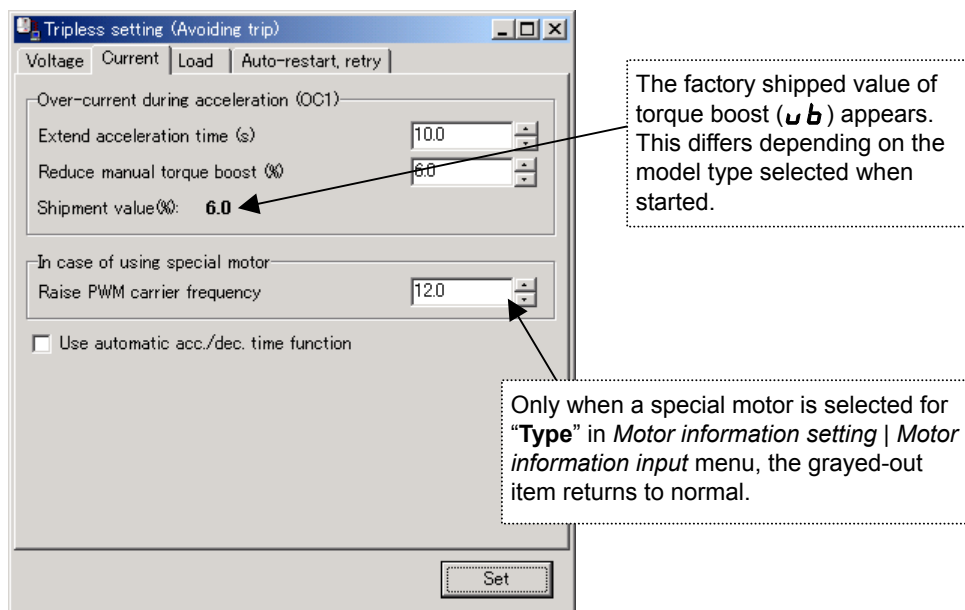 Tripless setting (Avoiding trip)
Voltage Current Load Auto-restart, retry
Over-current during acceleration (OC1)
Extend acceleration time (s) 10.0
Reduce manual torque boost (%) 6.0
Shipment value(%): 6.0
In case of using special motor
Raise PWM carrier frequency 12.0
Use automatic acc./dec. time function
Set
The factory shipped value of
torque boost (ub) appears.
This differs depending on the
model type selected when
started.
Only when a special motor is selected for
“Type” in Motor information setting | Motor
information input menu, the grayed-out
item returns to normal.